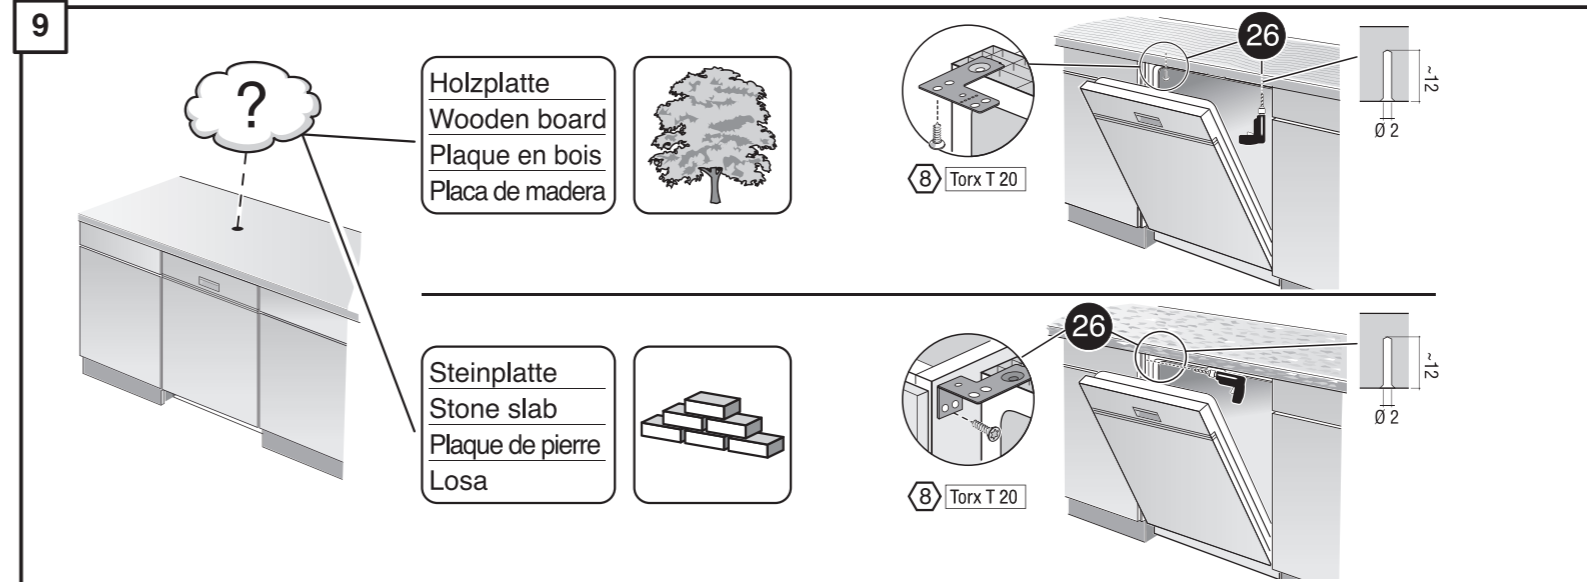 9
?
Holzplatte
Wooden board
Plaque en bois
Placa de madera
26
8 Torx T 20
~12
Ø 2
Steinplatte
Stone slab
Plaque de pierre
Losa
26
8 Torx T 20
~12
Ø 2